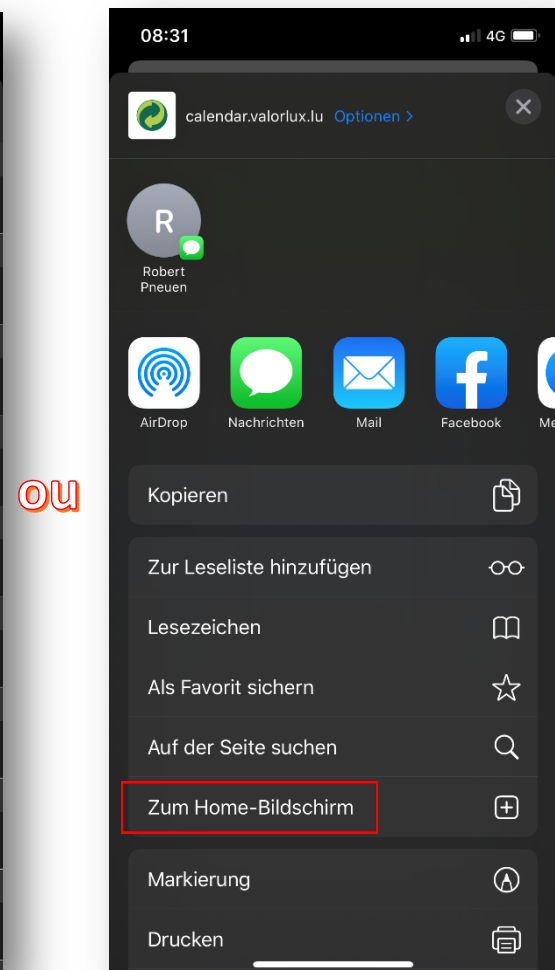 08:31
4G
calendar.valorlux.lu Optionen >
R
Robert
Pneuen
AirDrop Nachrichten Mail Facebook Me
ou
Kopieren
Zur Leseliste hinzufügen
Lesezeichen
Als Favorit sichern
Auf der Seite suchen
Zum Home-Bildschirm
Markierung
Drucken